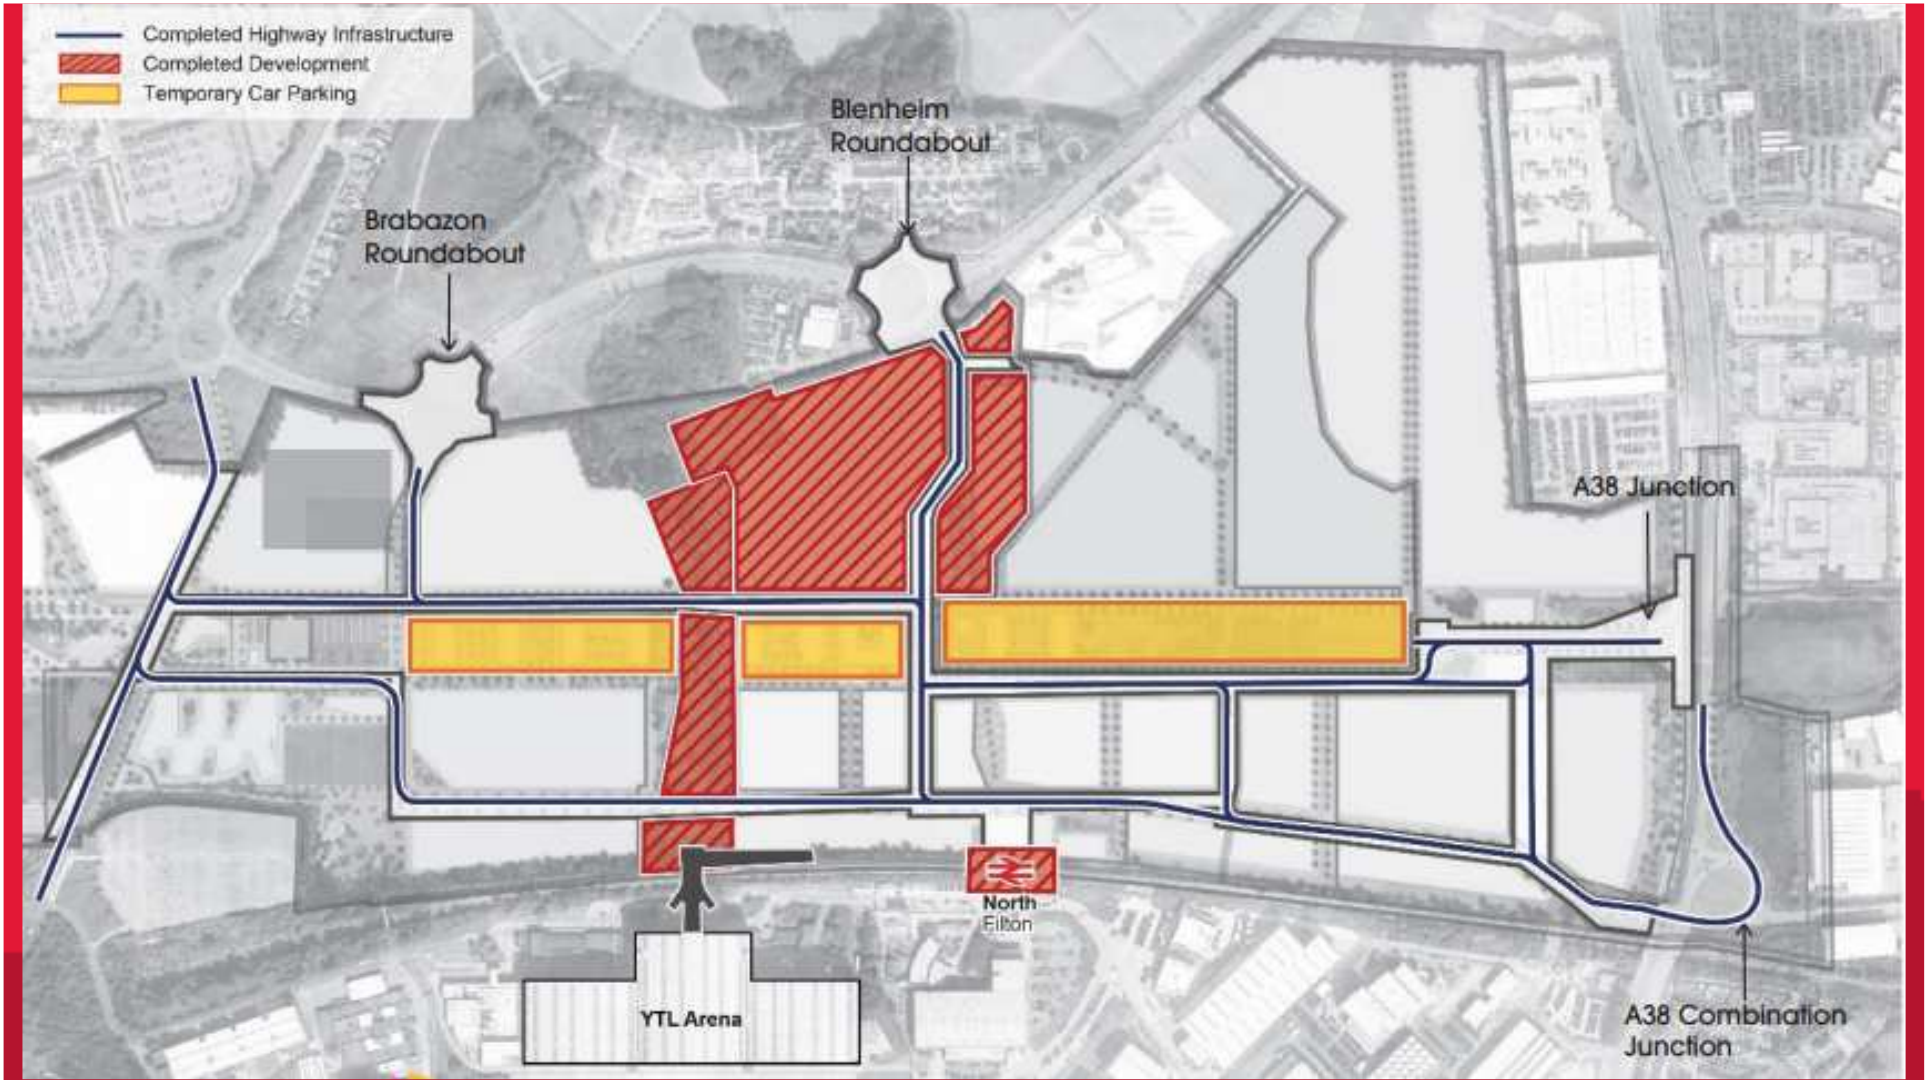 Completed Highway Infrastructure
Completed Development
Temporary Car Parking
Blenheim
Roundabout
Brabazon
Roundabout
A38 Junction
North
Filton
YTL Arena
A38 Combination
Junction